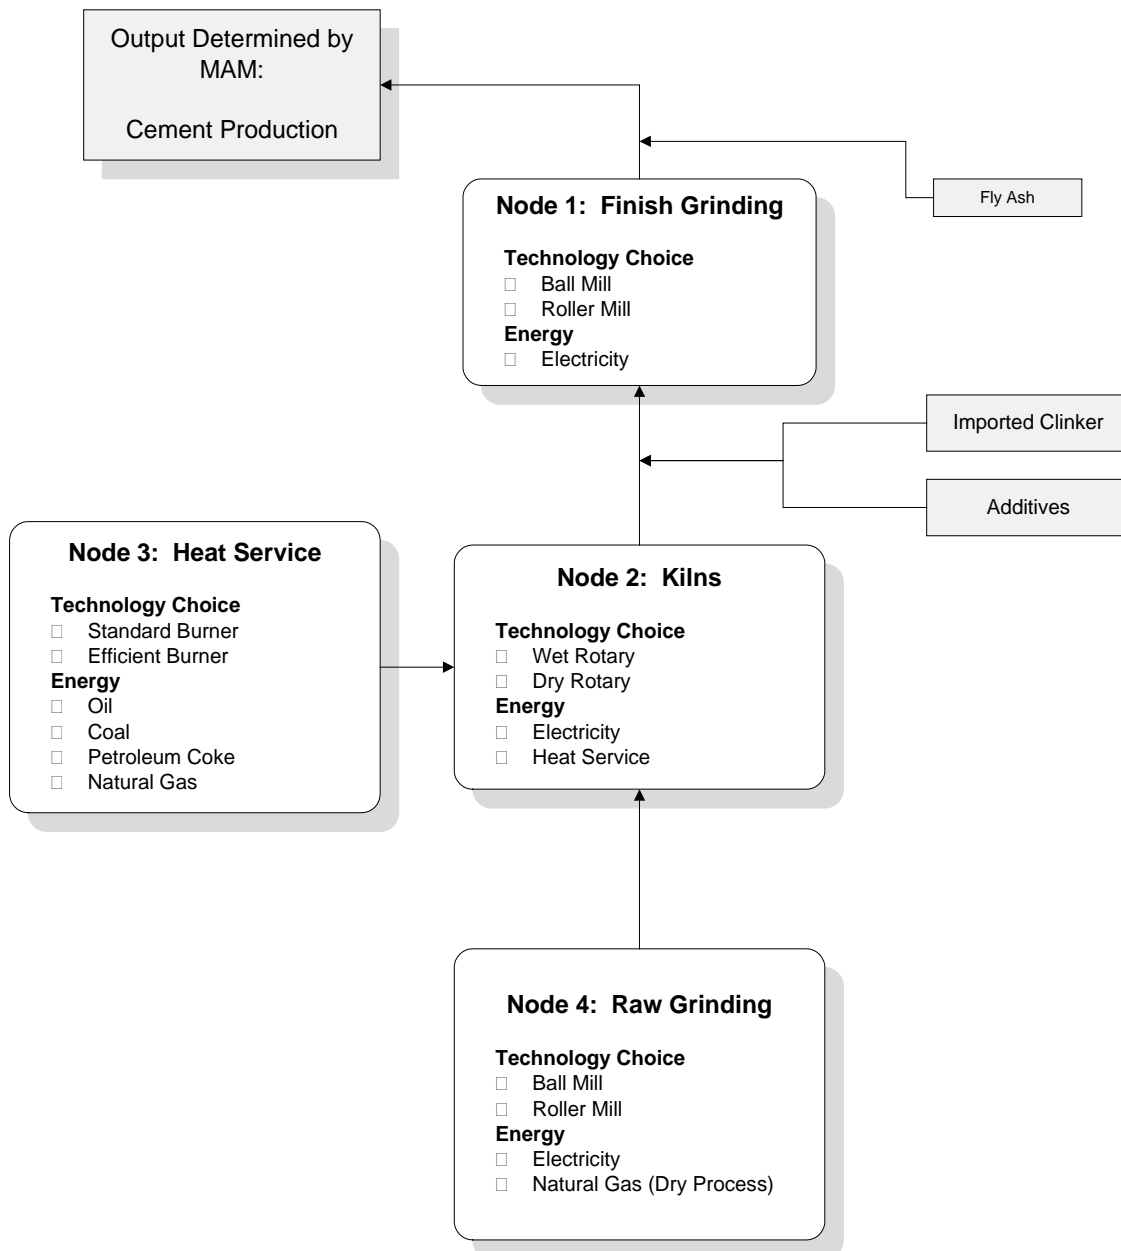 Output Determined by
MAM:
Cement Production
Node 1:  Finish Grinding
Technology Choice
Ball Mill
Roller Mill
Energy
Electricity
Fly Ash
Imported Clinker
Additives
Node 3:  Heat Service
Technology Choice
Standard Burner
Efficient Burner
Energy
Oil
Coal
Petroleum Coke
Natural Gas
Node 2:  Kilns
Technology Choice
Wet Rotary
Dry Rotary
Energy
Electricity
Heat Service
Node 4:  Raw Grinding
Technology Choice
Ball Mill
Roller Mill
Energy
Electricity
Natural Gas (Dry Process)